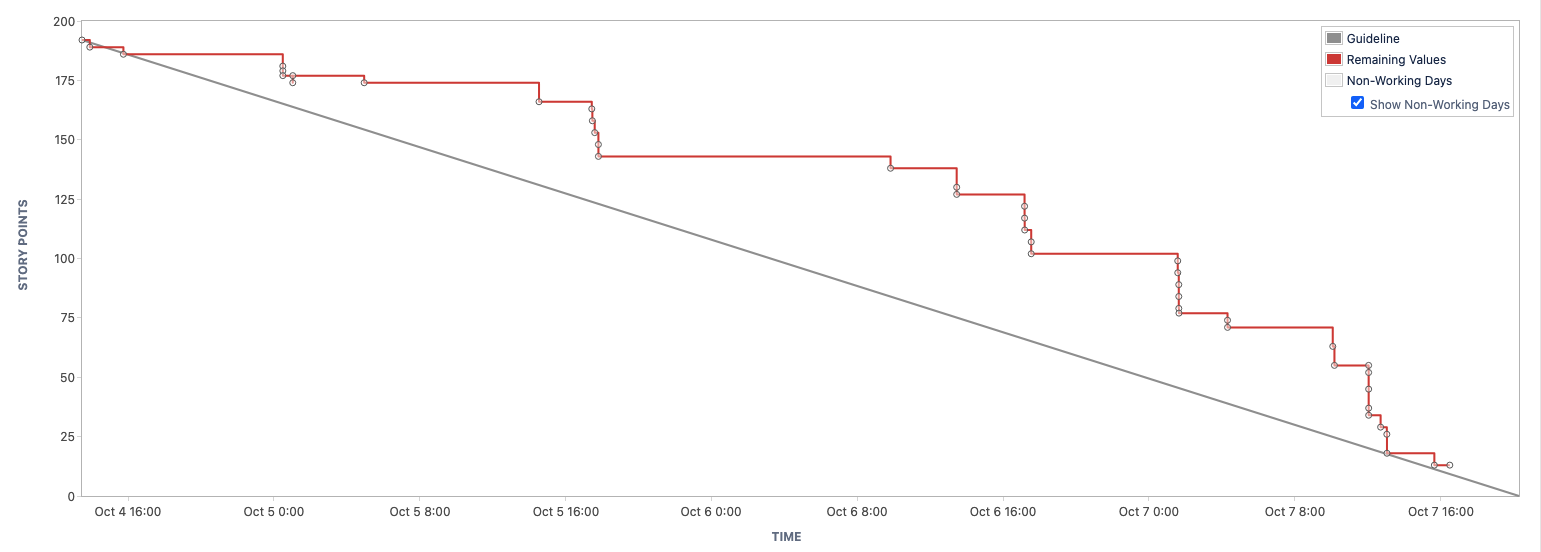 200
175
150
125
100
75
50
25
0
STORY POINTS
Guideline
Remaining Values
Non-Working Days
Show Non-Working Days
Oct 4 16:00 Oct 5 0:00 Oct 5 8:00 Oct 5 16:00 Oct 6 0:00 Oct 6 8:00 Oct 6 16:00 Oct 7 0:00 Oct 7 8:00 Oct 7 16:00
TIME